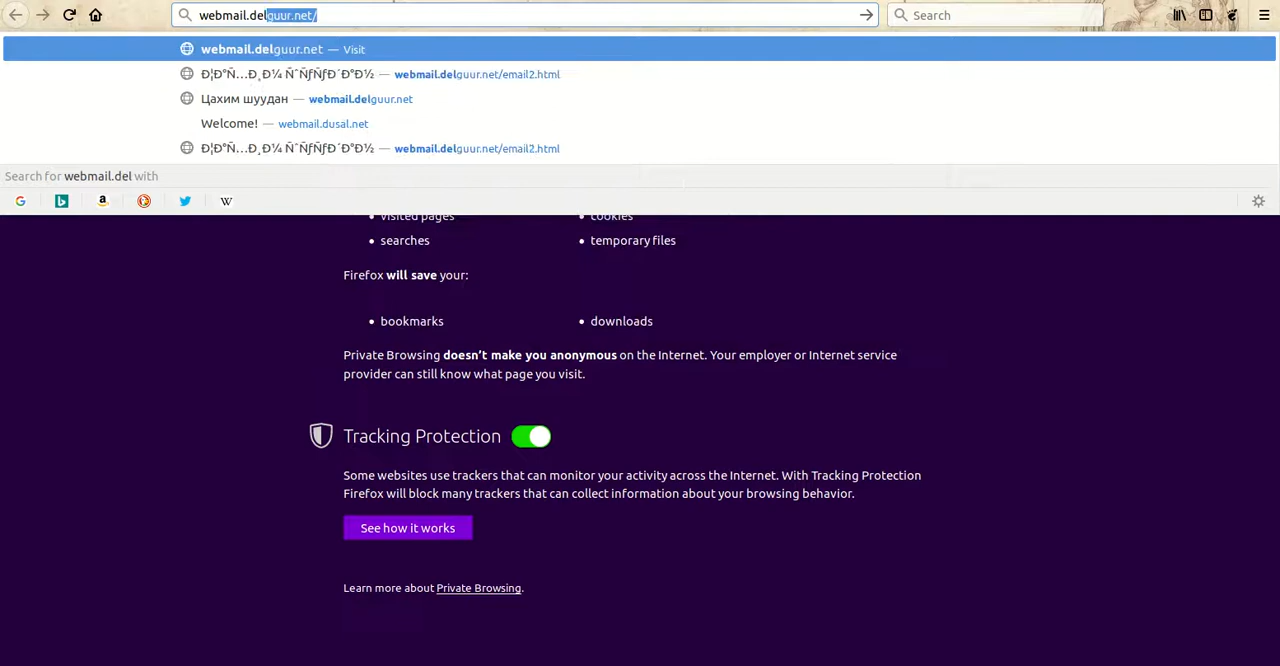 webmail.delguur.net/
Search
webmail.delguur.net — Visit
Ð¦Ð°Ñ…Ð¸Ð¼ ÑˆÑƒÑƒÐ´Ð°Ð½ — webmail.delguur.net/email2.html
Цахим шуудан — webmail.delguur.net
Welcome! — webmail.dusal.net
Ð¦Ð°Ñ…Ð¸Ð¼ ÑˆÑƒÑƒÐ´Ð°Ð½ — webmail.delguur.net/email2.html
Search for webmail.del with
visited pages
cookies
searches
temporary files
Firefox will save your:
bookmarks
downloads
Private Browsing doesn’t make you anonymous on the Internet. Your employer or Internet service
provider can still know what page you visit.
Tracking Protection
Some websites use trackers that can monitor your activity across the Internet. With Tracking Protection
Firefox will block many trackers that can collect information about your browsing behavior.
See how it works
Learn more about Private Browsing.